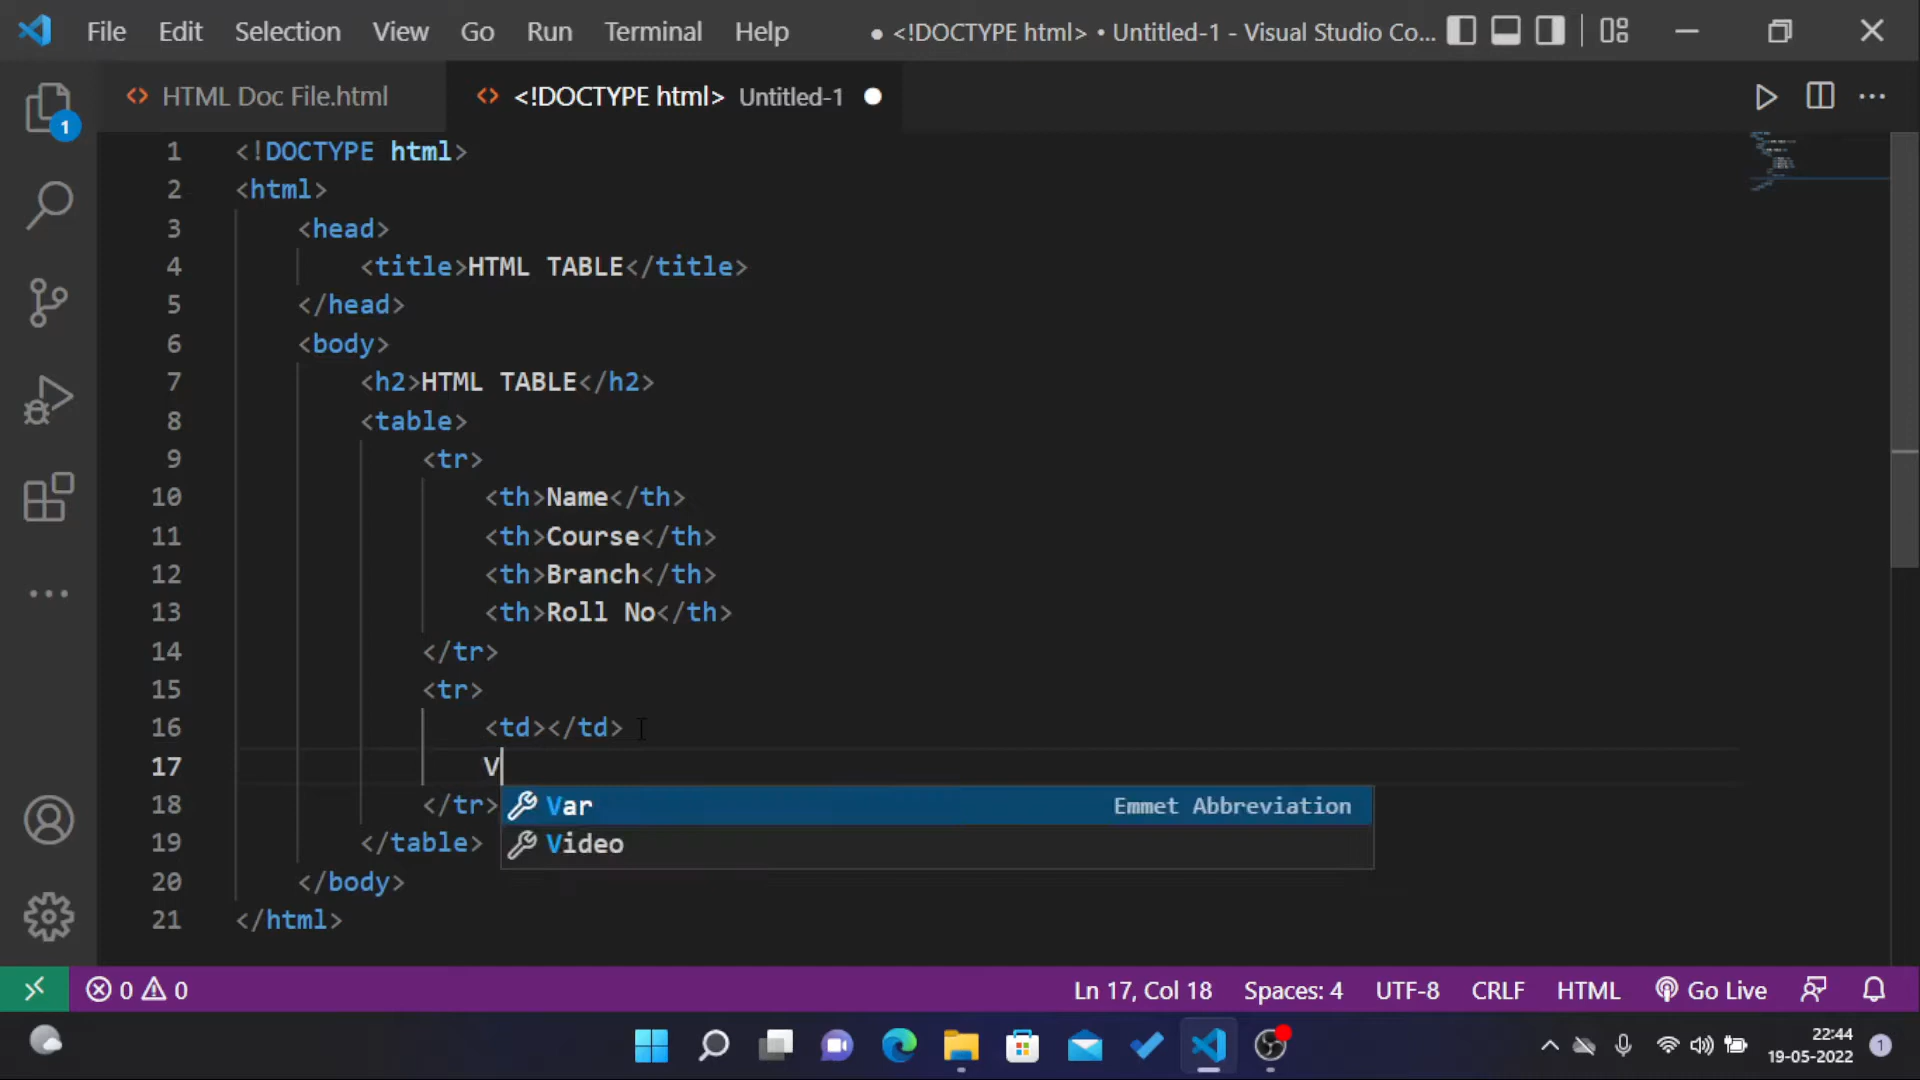 File Edit Selection View Go Run Terminal Help ● <!DOCTYPE html> • Untitled-1 - Visual Studio Co...
HTML Doc File.html <!DOCTYPE html> Untitled-1
1
1 <!DOCTYPE html>
2 <html>
3 <head>
4 <title>HTML TABLE</title>
5 </head>
6 <body>
7 <h2>HTML TABLE</h2>
8 <table>
9 <tr>
10 <th>Name</th>
11 <th>Course</th>
12 <th>Branch</th>
13 <th>Roll No</th>
14 </tr>
15 <tr>
16 <td></td>
17 V
18 </tr> Var Emmet Abbreviation
19 </table> Video
20 </body>
21 </html>
0 0 Ln 17, Col 18 Spaces: 4 UTF-8 CRLF HTML Go Live
22:44
19-05-2022 1